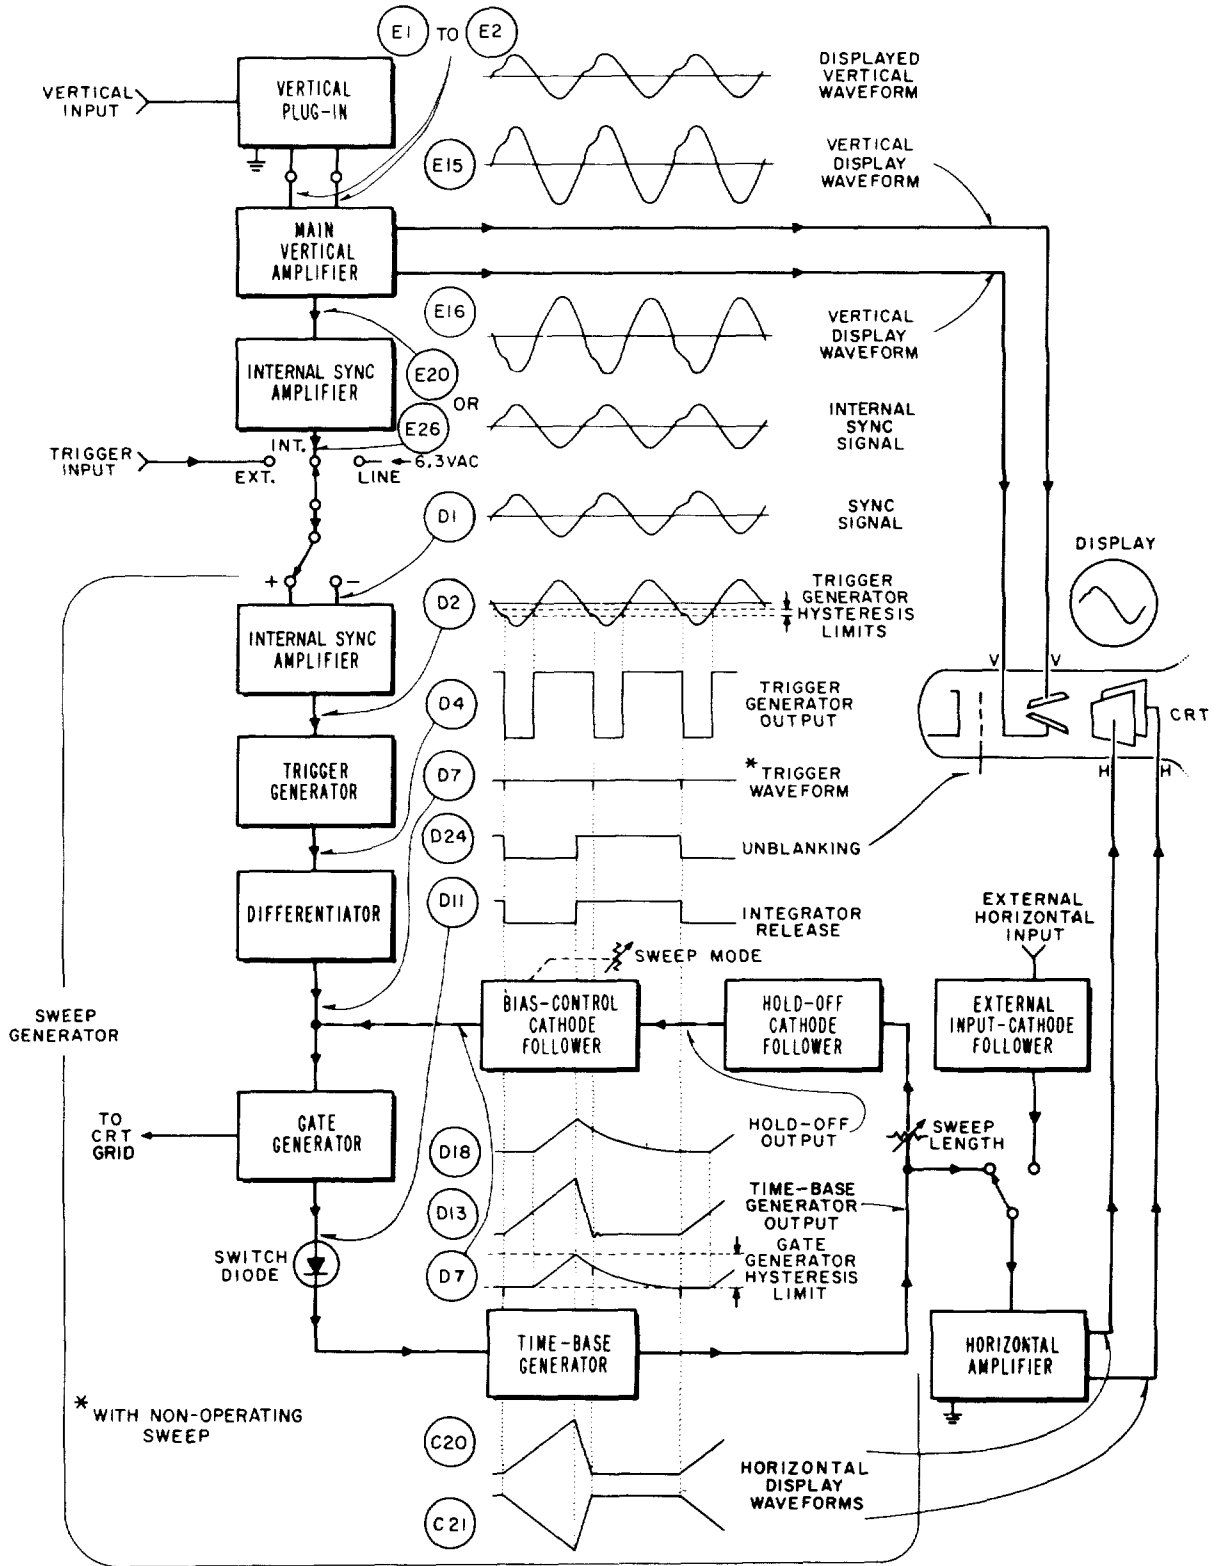 E1 TO E2
DISPLAYED
VERTICAL
WAVEFORM
VERTICAL
INPUT
VERTICAL
PLUG-IN
E15
VERTICAL
DISPLAY
WAVEFORM
MAIN
VERTICAL
AMPLIFIER
E16
VERTICAL
DISPLAY
WAVEFORM
INTERNAL SYNC
AMPLIFIER
E20
OR
E26
INTERNAL
SYNC
SIGNAL
TRIGGER
INPUT
INT.
EXT.
LINE
6.3VAC
D1
SYNC
SIGNAL
DISPLAY
+
-
D2
TRIGGER
GENERATOR
HYSTERESIS
LIMITS
INTERNAL SYNC
AMPLIFIER
V
V
D4
TRIGGER
GENERATOR
OUTPUT
CRT
TRIGGER
GENERATOR
D7
* TRIGGER
WAVEFORM
H
H
D24
UNBLANKING
DIFFERENTIATOR
D11
INTEGRATOR
RELEASE
EXTERNAL
HORIZONTAL
INPUT
SWEEP MODE
SWEEP
GENERATOR
BIAS-CONTROL
CATHODE
FOLLOWER
HOLD-OFF
CATHODE
FOLLOWER
EXTERNAL
INPUT-CATHODE
FOLLOWER
TO
CRT
GRID
GATE
GENERATOR
D18
HOLD-OFF
OUTPUT
SWEEP
LENGTH
D13
TIME-BASE
GENERATOR
OUTPUT
SWITCH
DIODE
D7
GATE
GENERATOR
HYSTERESIS
LIMIT
TIME-BASE
GENERATOR
HORIZONTAL
AMPLIFIER
* WITH NON-OPERATING
SWEEP
C20
HORIZONTAL
DISPLAY
WAVEFORMS
C21